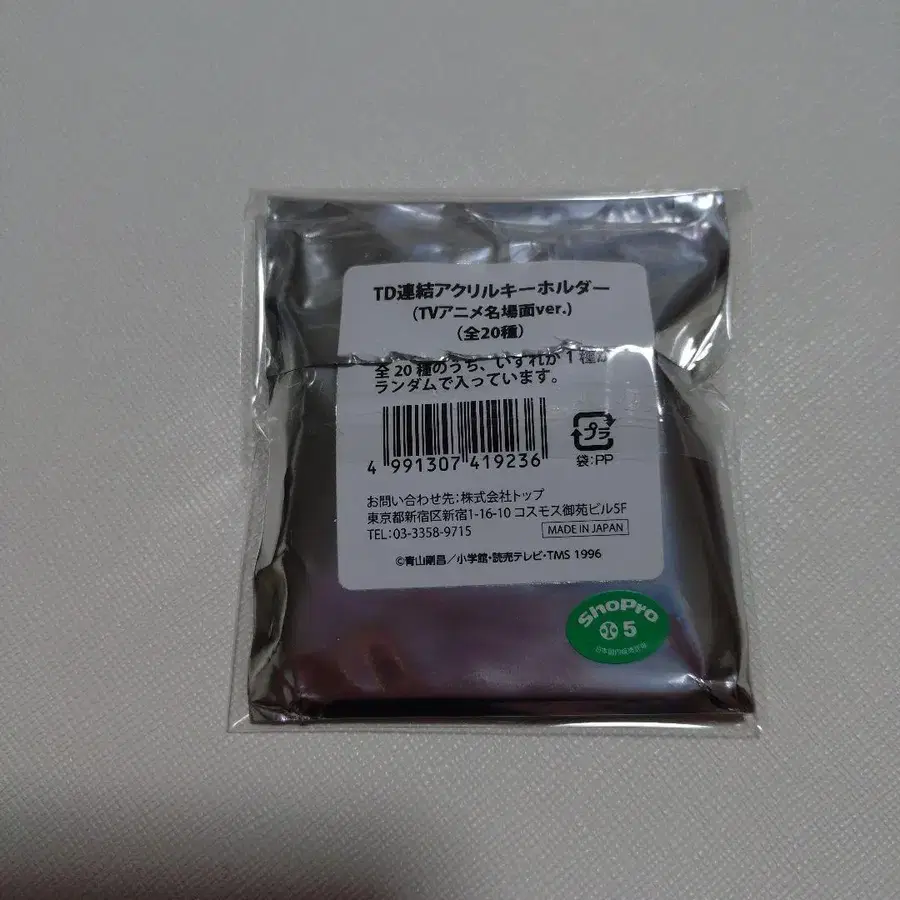 TD連結アクリルキーホルダー
(TVアニメ名場面ver.)
(全20種)
全20種のうち、いずれか1種が
ランダムで入っています。
4 991307 419236
プラ
袋:PP
お問い合わせ先:株式会社トップ
東京都新宿区新宿1-16-10 コスモス御苑ビル5F
TEL:03-3358-9715
MADE IN JAPAN
©青山剛昌/小学館・読売テレビ・TMS 1996
ShoPro
5